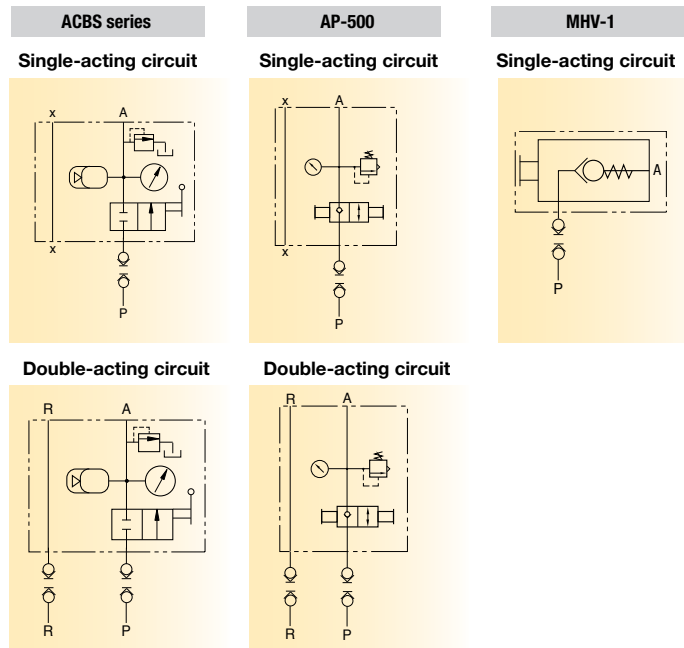 ACBS series
AP-500
MHV-1
Single-acting circuit
Single-acting circuit
Single-acting circuit
x
A
x
P
x
A
x
P
A
P
Double-acting circuit
Double-acting circuit
R
A
R
P
R
A
R
P